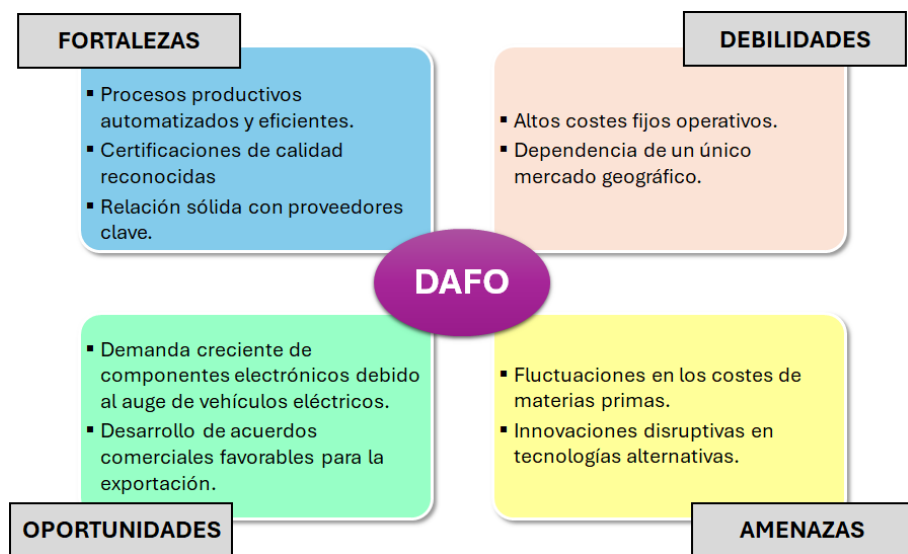 FORTALEZAS
▪ Procesos productivos
automatizados y eficientes.
▪ Certificaciones de calidad
reconocidas
▪ Relación sólida con proveedores
clave.
DEBILIDADES
▪ Altos costes fijos operativos.
▪ Dependencia de un único
mercado geográfico.
DAFO
▪ Demanda creciente de
componentes electrónicos debido
al auge de vehículos eléctricos.
▪ Desarrollo de acuerdos
comerciales favorables para la
exportación.
OPORTUNIDADES
▪ Fluctuaciones en los costes de
materias primas.
▪ Innovaciones disruptivas en
tecnologías alternativas.
AMENAZAS